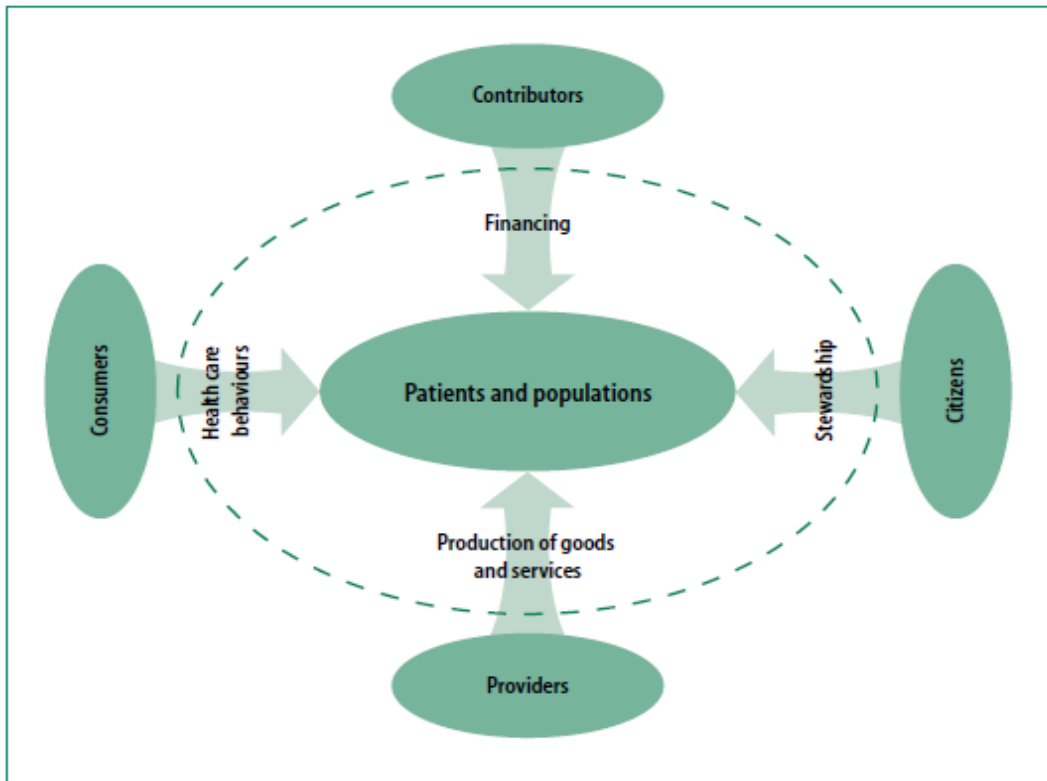 Contributors
Financing
Consumers
Health care
behaviours
Patients and populations
Stewardship
Citizens
Production of goods
and services
Providers